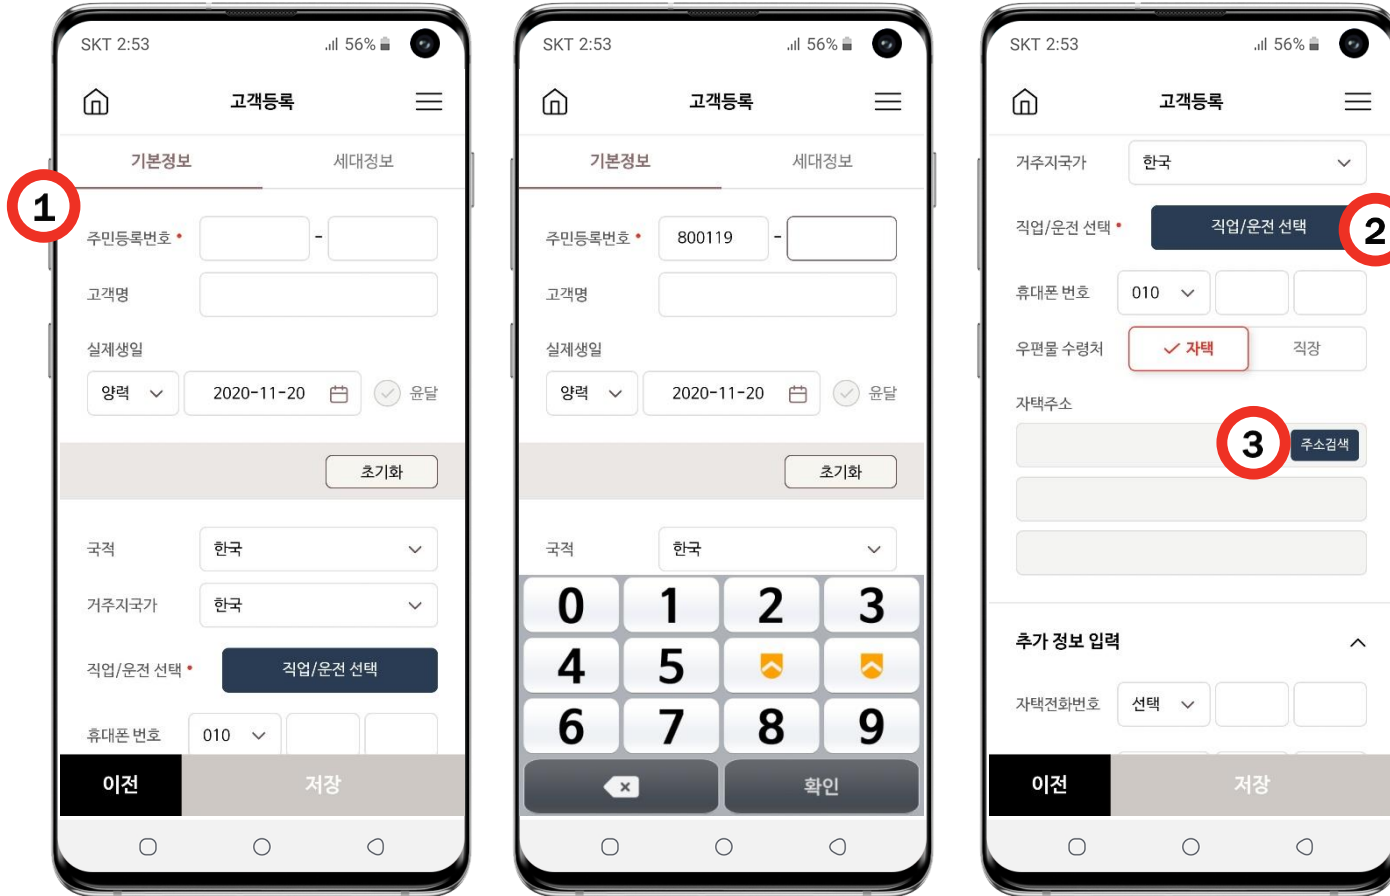 SKT 2:53
56%
고객등록
기본정보
세대정보
1
주민등록번호 • -
고객명
실제생일
양력
2020-11-20
윤달
초기화
국적
한국
거주지국가
한국
직업/운전 선택 •
직업/운전 선택
휴대폰 번호
010
이전
저장
SKT 2:53
56%
고객등록
기본정보
세대정보
주민등록번호 • 800119 -
고객명
실제생일
양력
2020-11-20
윤달
초기화
국적
한국
0 1 2 3
4 5
6 7 8 9
확인
SKT 2:53
56%
고객등록
거주지국가
한국
직업/운전 선택 •
직업/운전 선택
2
휴대폰 번호
010
우편물 수령처
자택
직장
자택주소
3
주소검색
추가 정보 입력
자택전화번호
선택
이전
저장